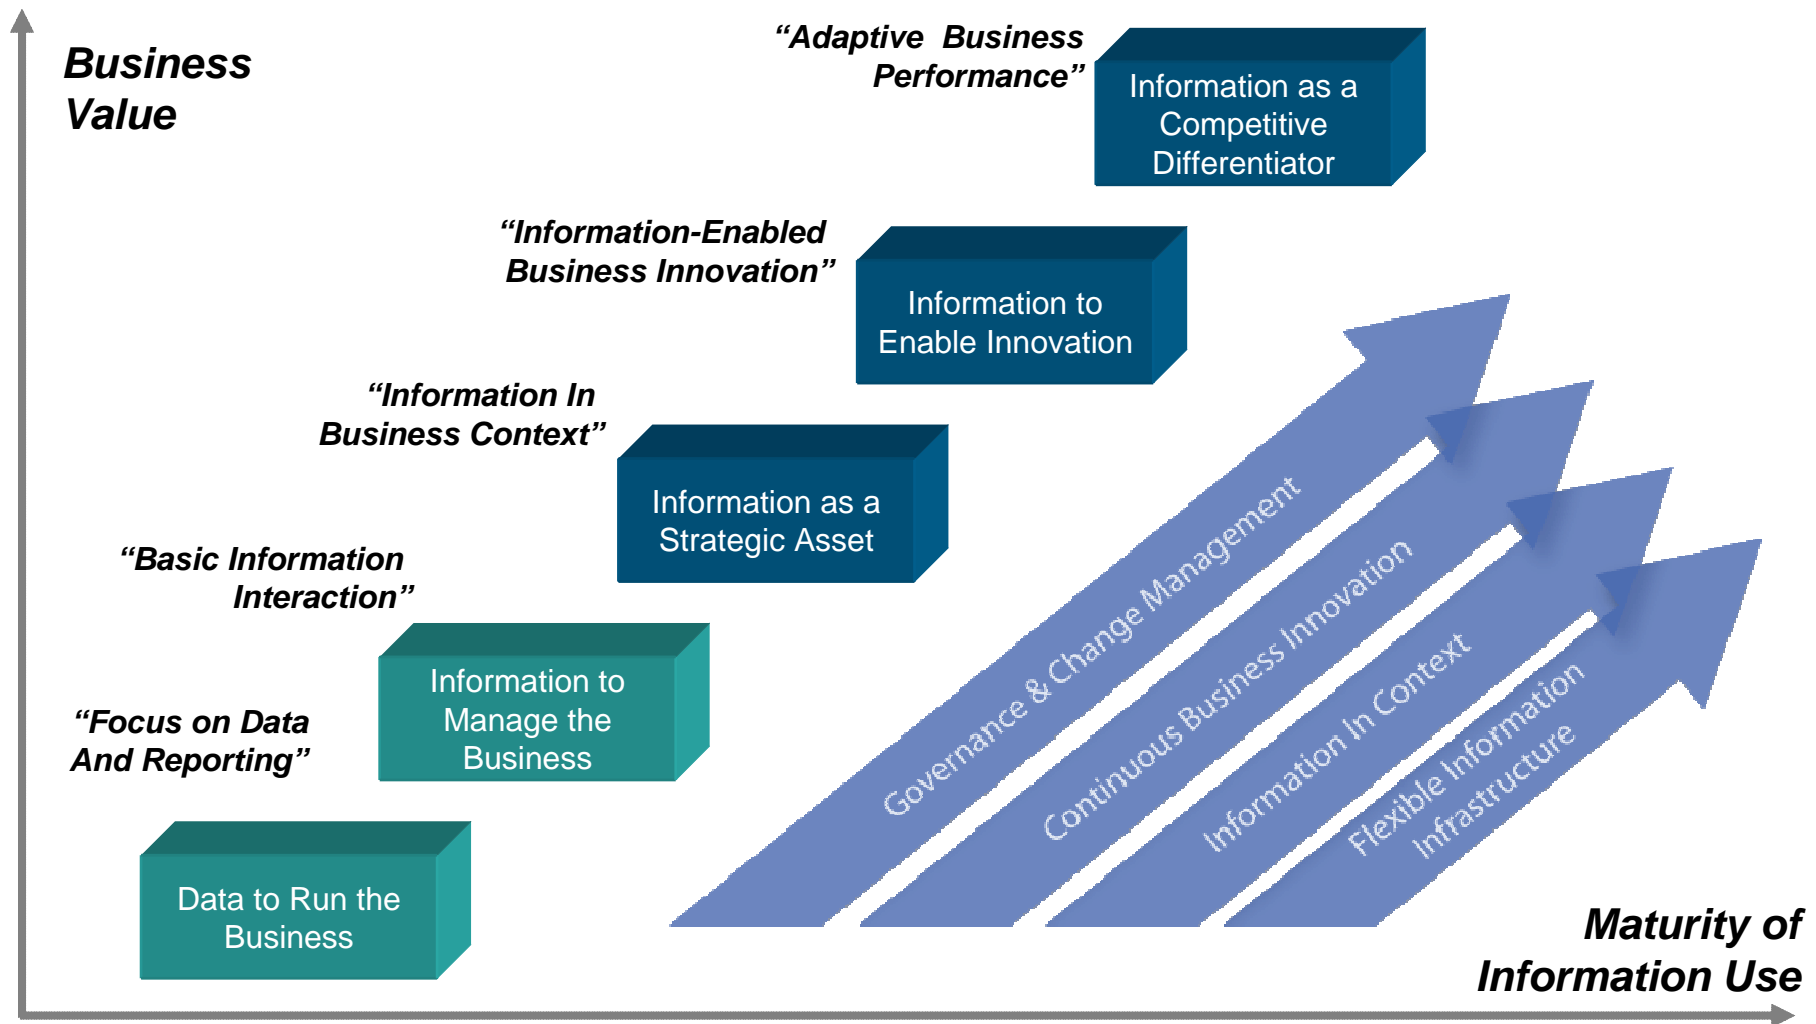 Business
Value
“Adaptive Business
Performance”
Information as a
Competitive
Differentiator
“Information-Enabled
Business Innovation”
Information to
Enable Innovation
“Information In
Business Context”
Information as a
Strategic Asset
“Basic Information
Interaction”
Information to
Manage the
Business
“Focus on Data
And Reporting”
Data to Run the
Business
Governance & Change Management
Continuous Business Innovation
Information In Context
Flexible Information
Infrastructure
Maturity of
Information Use